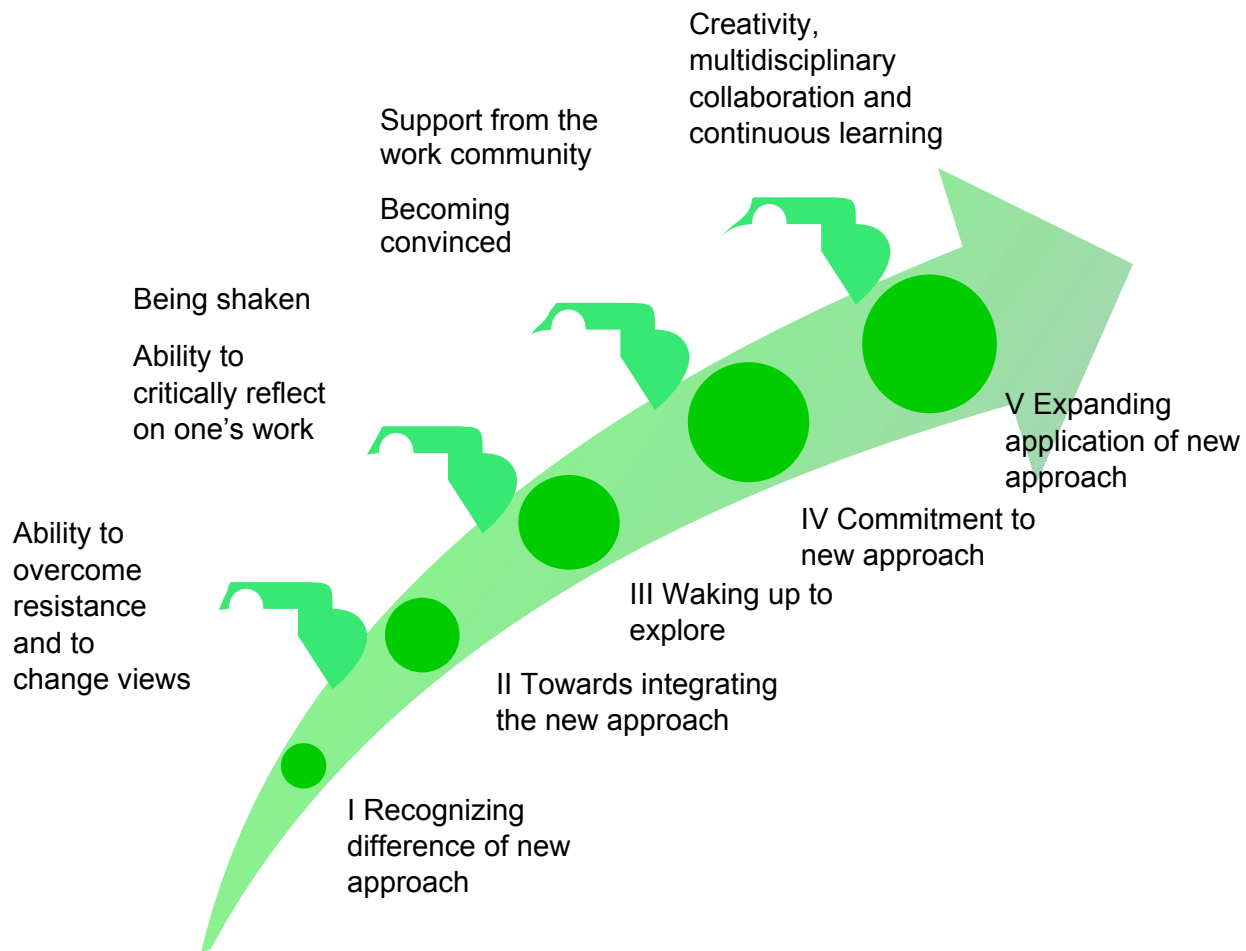 Creativity,
multidisciplinary
collaboration and
continuous learning
Support from the
work community
Becoming
convinced
Being shaken
Ability to
critically reflect
on one’s work
Ability to
overcome
resistance
and to
change views
V Expanding
application of new
approach
IV Commitment to
new approach
III Waking up to
explore
II Towards integrating
the new approach
I Recognizing
difference of new
approach